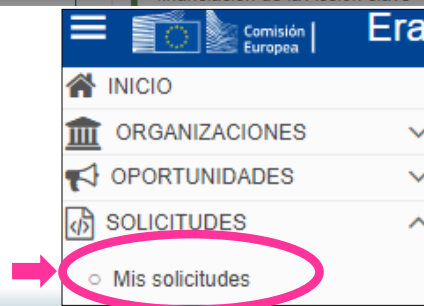 Comisión
Europea
Era
INICIO
ORGANIZACIONES
OPORTUNIDADES
SOLICITUDES
Mis solicitudes